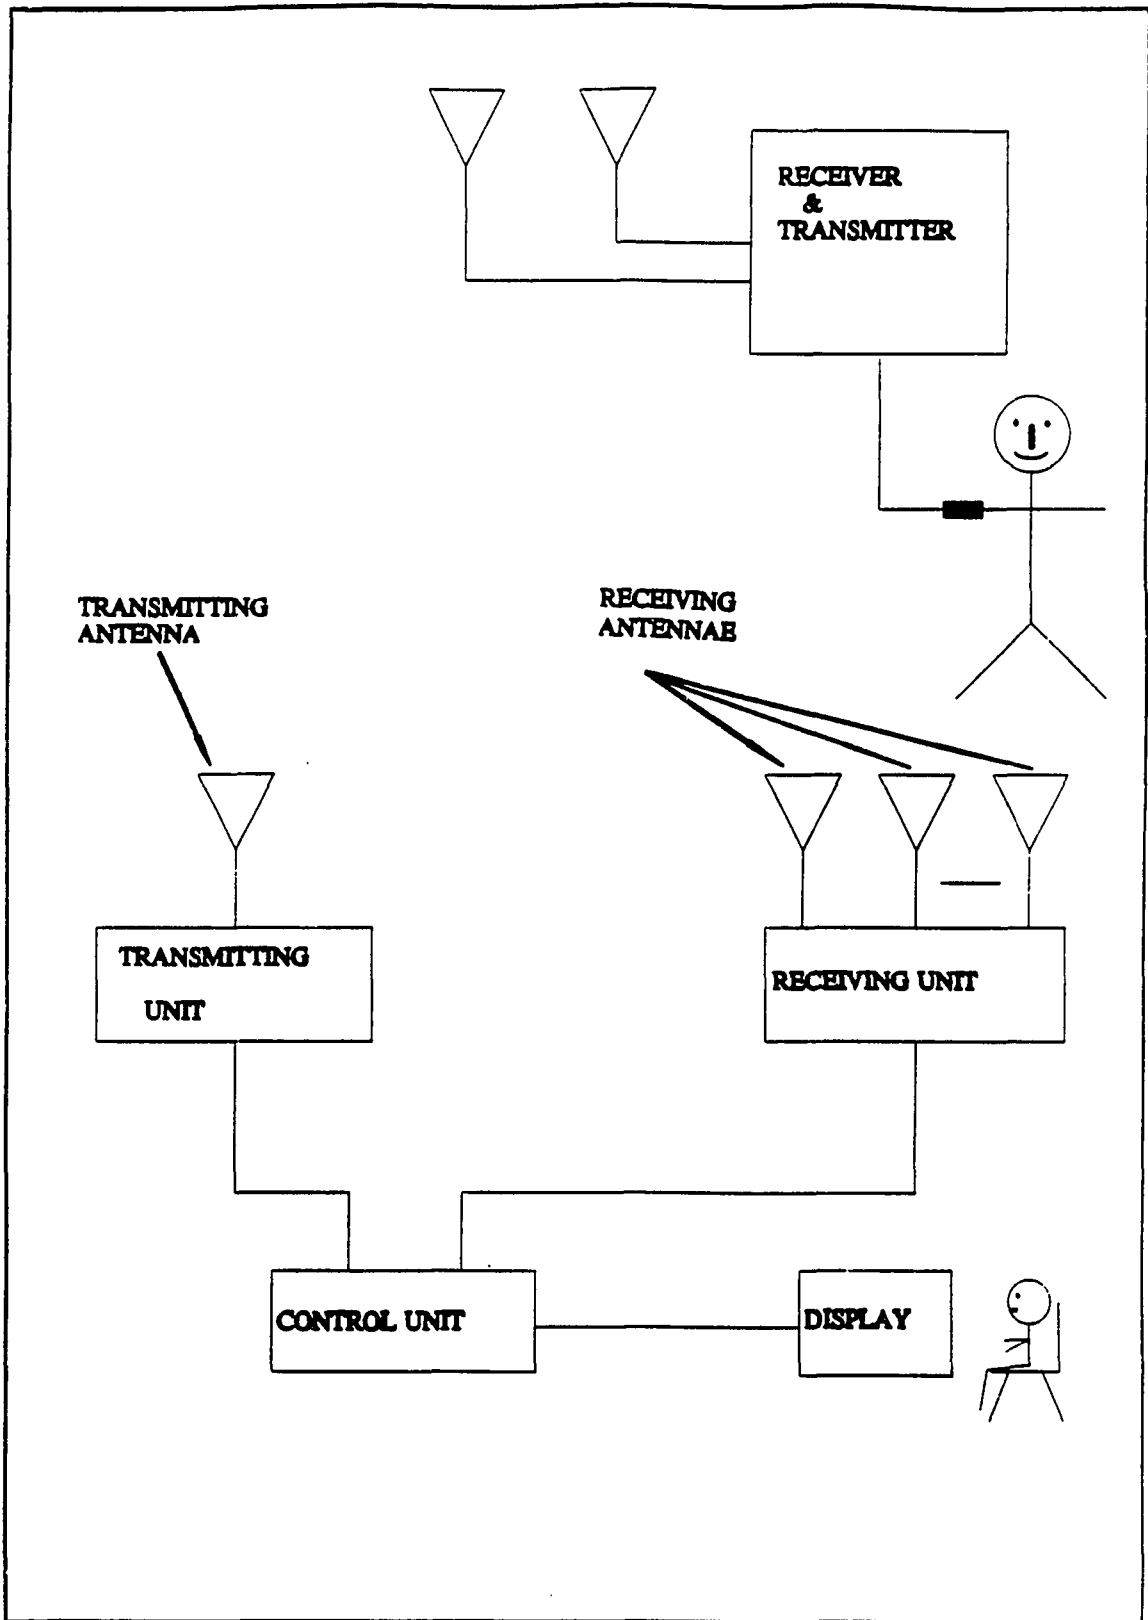 RECEIVER
&
TRANSMITTER
TRANSMITTING
ANTENNA
RECEIVING
ANTENNAE
TRANSMITTING
UNIT
RECEIVING UNIT
CONTROL UNIT
DISPLAY